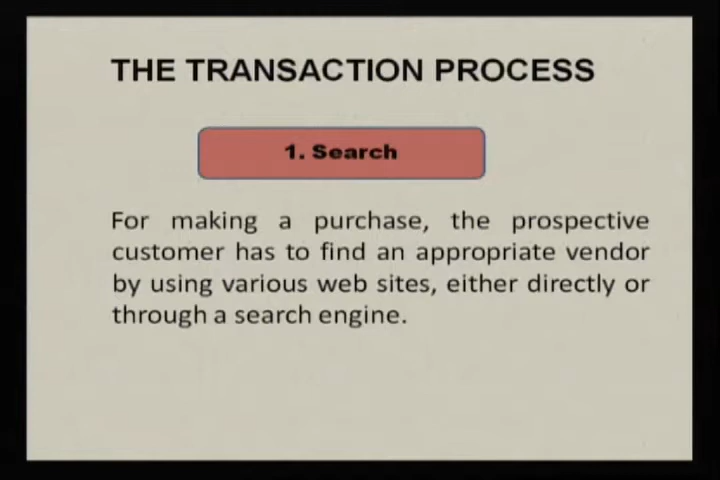 THE TRANSACTION PROCESS
1. Search
For making a purchase, the prospective
customer has to find an appropriate vendor
by using various web sites, either directly or
through a search engine.